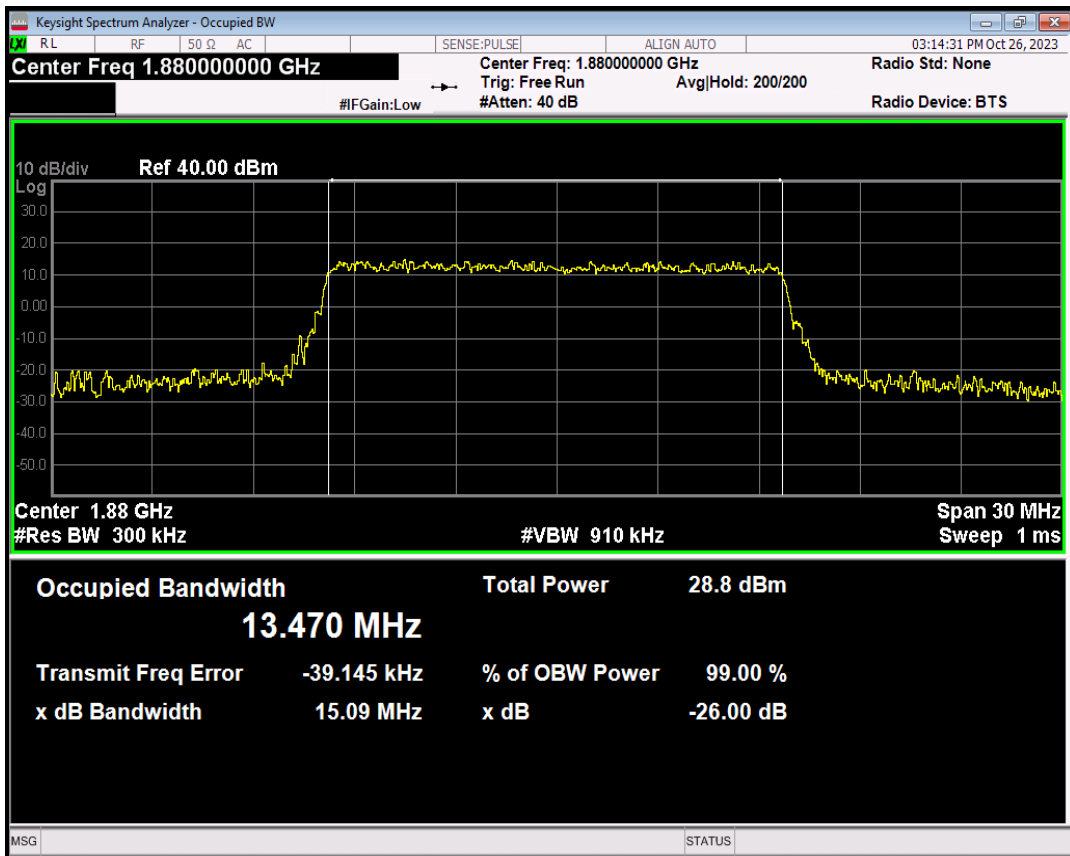 Keysight Spectrum Analyzer - Occupied BW
LXI RL RF 50 Ω AC SENSE:PULSE ALIGN AUTO 03:14:31 PM Oct 26, 2023
Center Freq 1.880000000 GHz Center Freq: 1.880000000 GHz Radio Std: None
Trig: Free Run Avg|Hold: 200/200
#IFGain:Low #Atten: 40 dB Radio Device: BTS
10 dB/div Ref 40.00 dBm
Log
30.0
20.0
10.0
0.00
-10.0
-20.0
-30.0
-40.0
-50.0
Center 1.88 GHz Span 30 MHz
#Res BW 300 kHz #VBW 910 kHz Sweep 1 ms
Occupied Bandwidth Total Power 28.8 dBm
13.470 MHz
Transmit Freq Error -39.145 kHz % of OBW Power 99.00 %
x dB Bandwidth 15.09 MHz x dB -26.00 dB
MSG STATUS